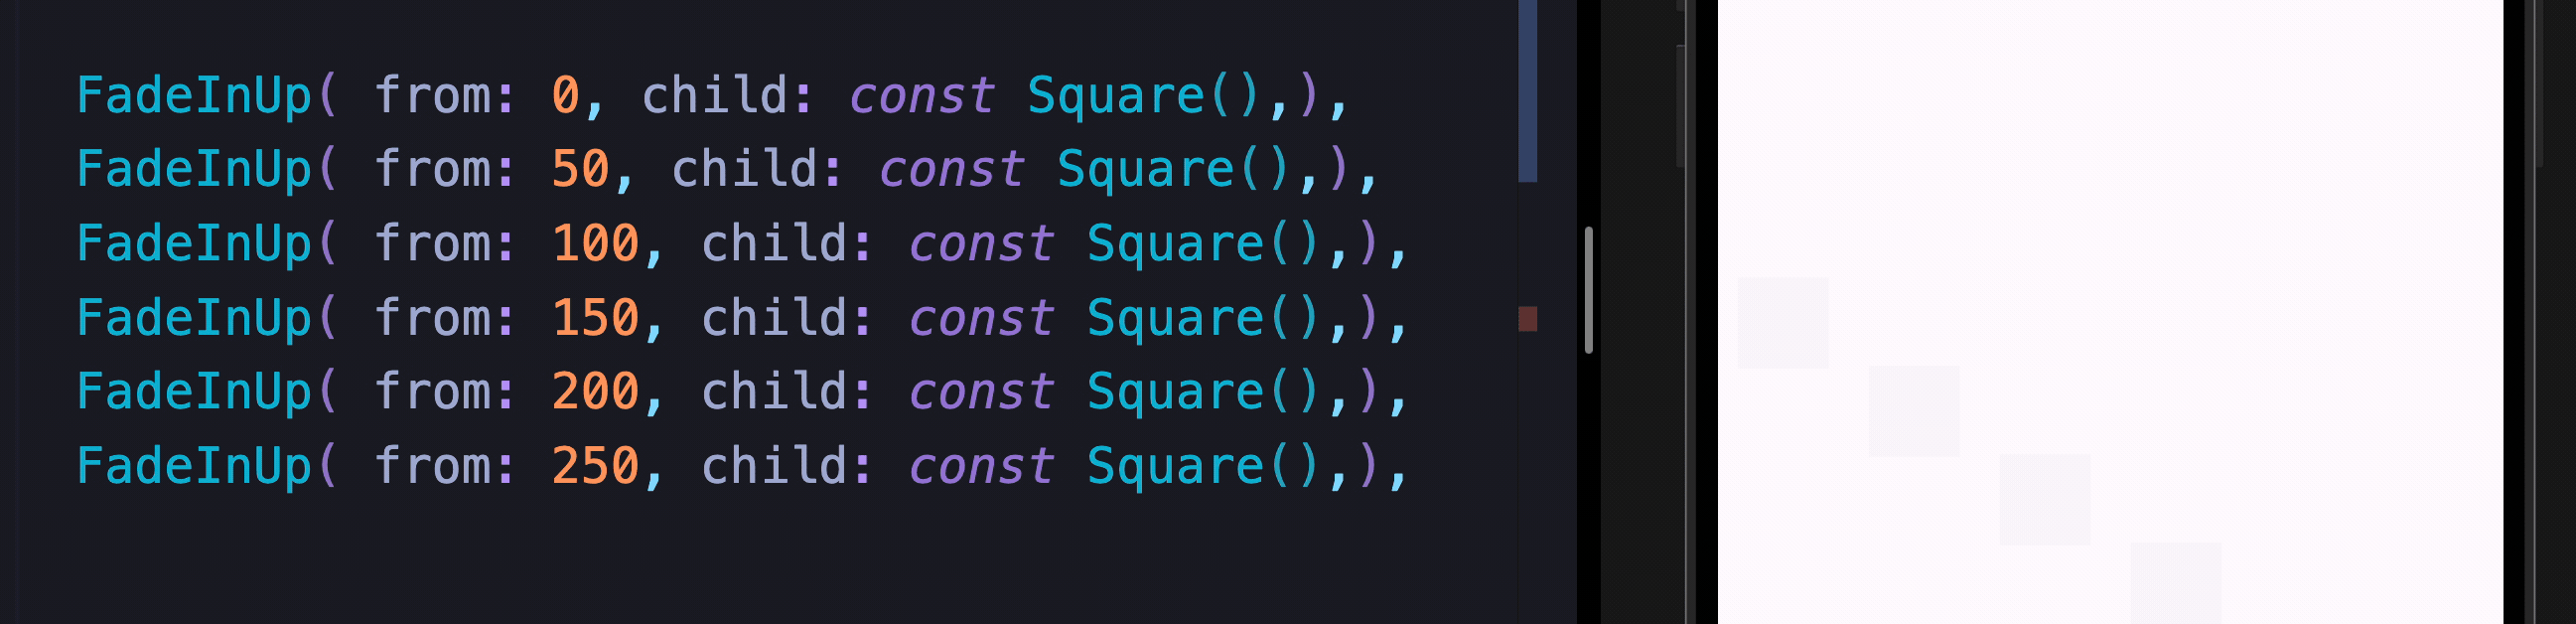 FadeInUp( from: 0, child: const Square(),),
FadeInUp( from: 50, child: const Square(),),
FadeInUp( from: 100, child: const Square(),),
FadeInUp( from: 150, child: const Square(),),
FadeInUp( from: 200, child: const Square(),),
FadeInUp( from: 250, child: const Square(),),